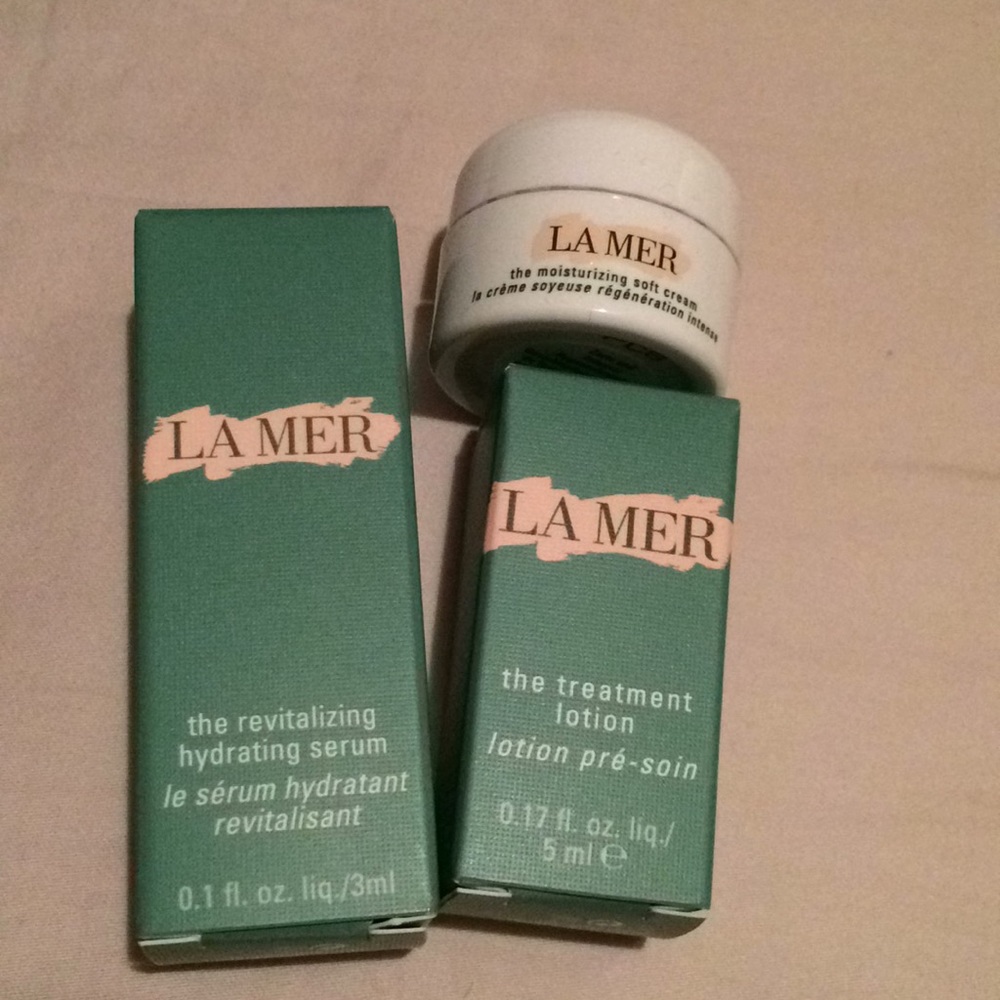 LA MER
the moisturizing soft cream
la crème soyeuse régénération intense
LA MER
the revitalizing
hydrating serum
le sérum hydratant
revitalisant
0.1 fl. oz. liq./3ml
LA MER
the treatment
lotion
lotion pré-soin
0.17 fl. oz. liq./
5 ml ℮